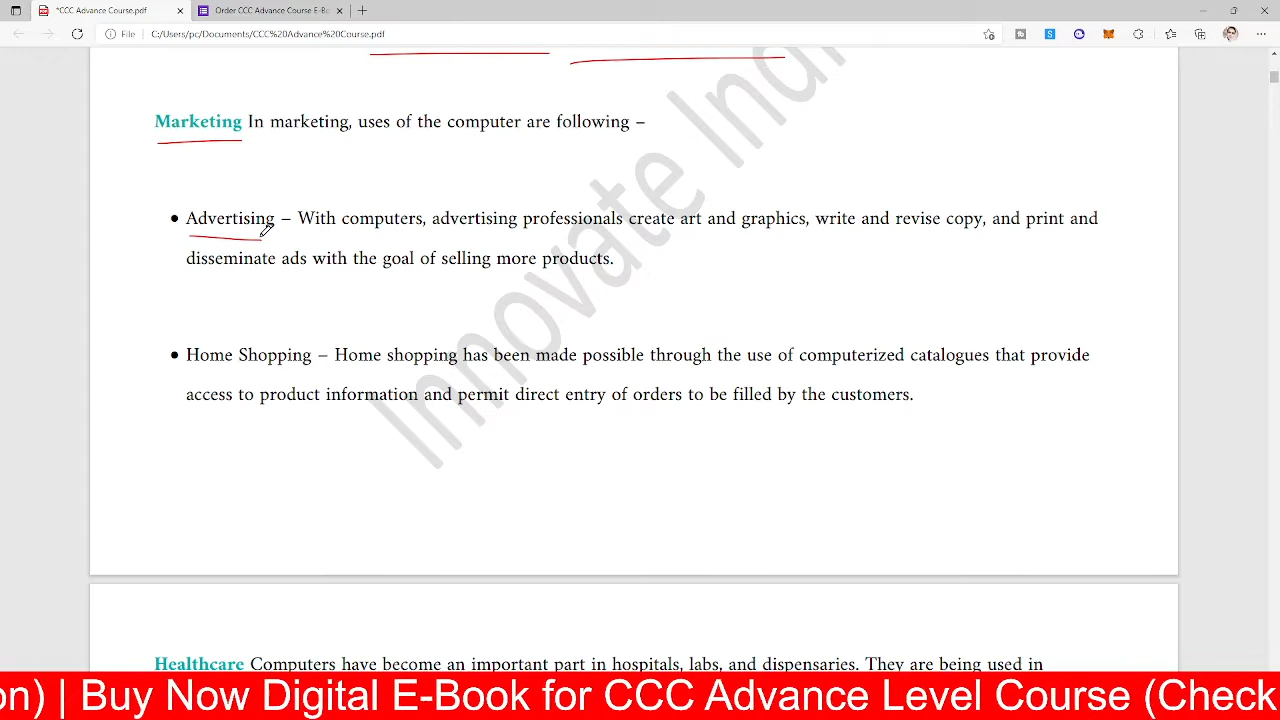 *CCC Advance Course.pdf
Order CCC Advance Course E-B
File
C:/Users/pc/Documents/CCC%20Advance%20Course.pdf
Marketing In marketing, uses of the computer are following –
• Advertising – With computers, advertising professionals create art and graphics, write and revise copy, and print and
disseminate ads with the goal of selling more products.
• Home Shopping – Home shopping has been made possible through the use of computerized catalogues that provide
access to product information and permit direct entry of orders to be filled by the customers.
Innovate Indi
Healthcare Computers have become an important part in hospitals, labs, and dispensaries. They are being used in
on) | Buy Now Digital E-Book for CCC Advance Level Course (Check